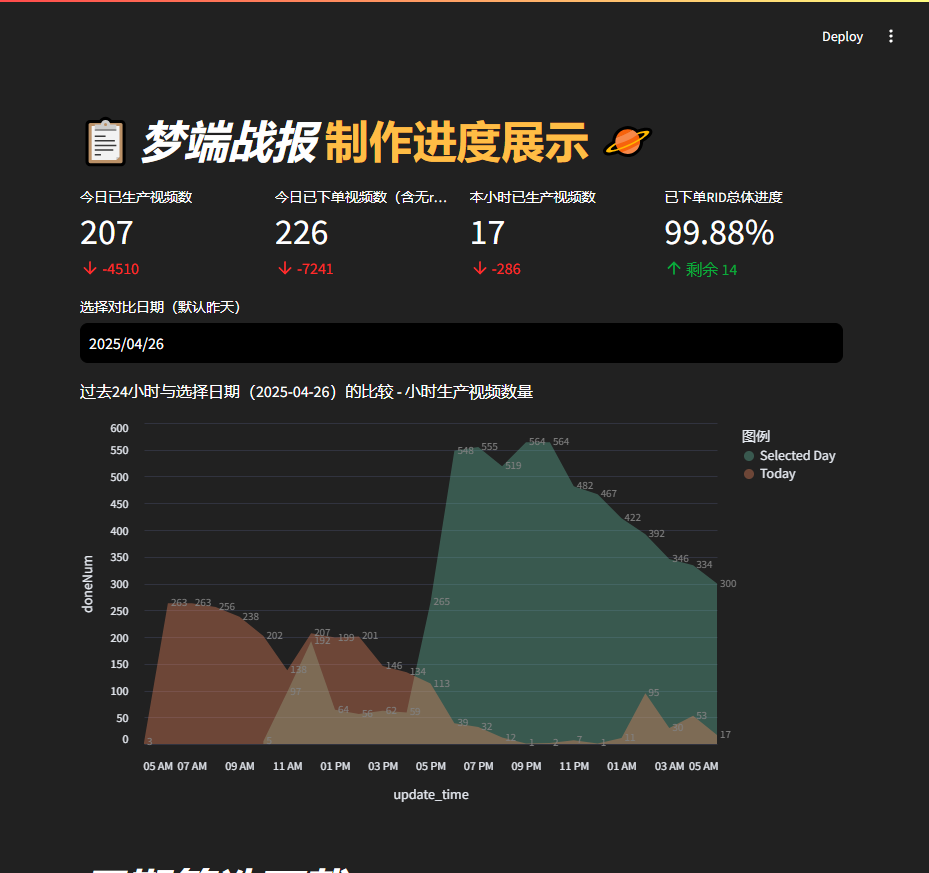 Deploy
梦端战报 制作进度展示
今日已生产视频数
207
-4510
今日已下单视频数（含无r...
226
-7241
本小时已生产视频数
17
-286
已下单RID总体进度
99.88%
剩余 14
选择对比日期（默认昨天）
2025/04/26
过去24小时与选择日期（2025-04-26）的比较 - 小时生产视频数量
图例
Selected Day
Today
doneNum
600
550
500
450
400
350
300
250
200
150
100
50
0
548 555 519 564 564 482 467 422 392 346 334 300
265
263 263 256 238 202 138 207 199 201 146 134 113 39 32 12 1 2 7 1 11 95 30 53 17
3
5 97 192 64 56 62 59
05 AM 07 AM 09 AM 11 AM 01 PM 03 PM 05 PM 07 PM 09 PM 11 PM 01 AM 03 AM 05 AM
update_time